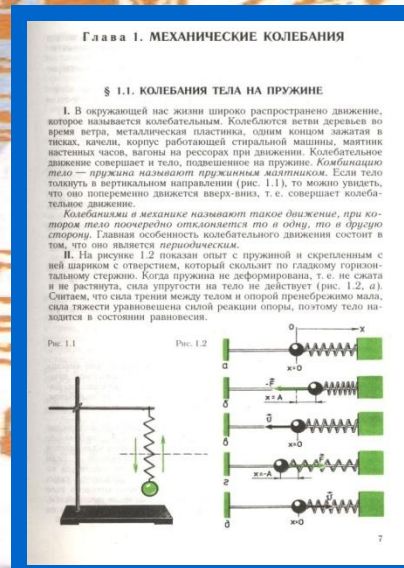 Глава 1. МЕХАНИЧЕСКИЕ КОЛЕБАНИЯ
§ 1.1. КОЛЕБАНИЯ ТЕЛА НА ПРУЖИНЕ
I. В окружающей нас жизни широко распространено движение,
которое называется колебательным. Колеблются ветви деревьев во
время ветра, металлическая пластинка, одним концом зажатая в
тисках, качели, корпус работающей стиральной машины, маятник
настенных часов, вагоны на рессорах при движении. Колебательное
движение совершает и тело, подвешенное на пружине. Комбинацию
тело — пружина называют пружинным маятником. Если тело
толкнуть в вертикальном направлении (рис. 1.1), то можно увидеть,
что оно попеременно движется вверх-вниз, т. е. совершает колеба-
тельное движение.
Колебаниями в механике называют такое движение, при ко-
тором тело поочередно отклоняется то в одну, то в другую
сторону. Главная особенность колебательного движения состоит в
том, что оно является периодическим.
II. На рисунке 1.2 показан опыт с пружиной и скрепленным с
ней шариком с отверстием, который скользит по гладкому горизон-
тальному стержню. Когда пружина не деформирована, т. е. не сжата
и не растянута, сила упругости на тело не действует (рис. 1.2, а).
Считаем, что сила трения между телом и опорой пренебрежимо мала,
сила тяжести уравновешена силой реакции опоры, поэтому тело на-
ходится в состоянии равновесия.
Рис. 1.1
Рис. 1.2
0 x
а x=0
б x=A
в x=0
г x=-A
д x=0
7